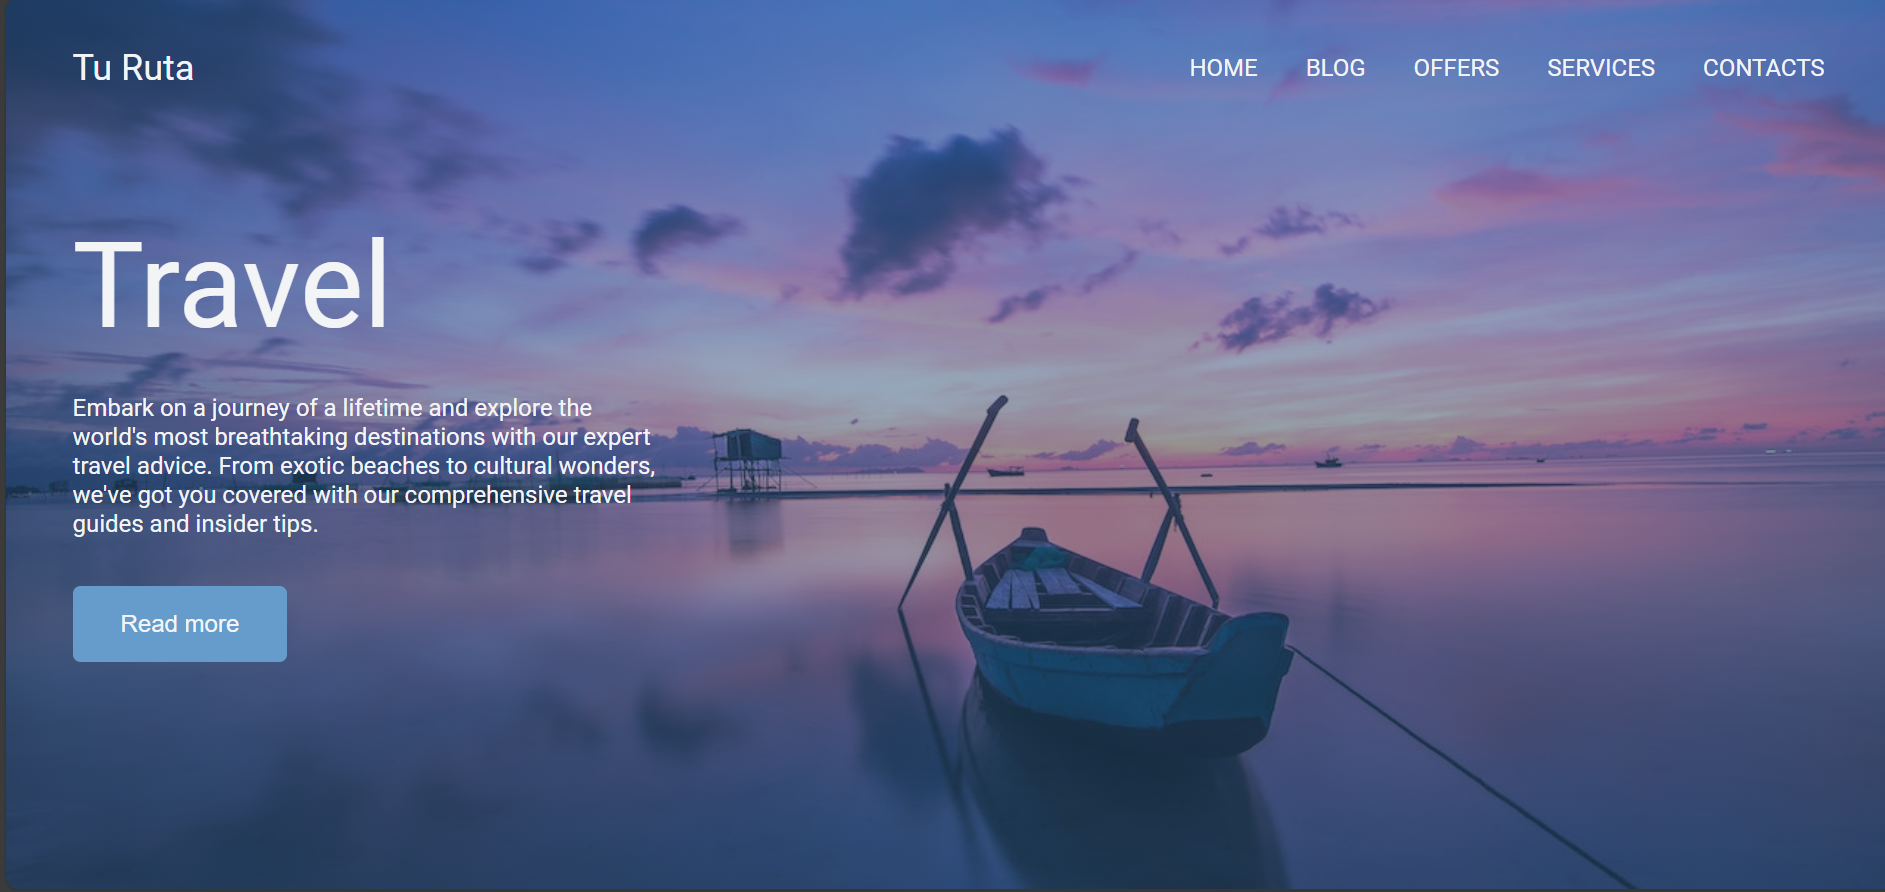 Tu Ruta
HOME BLOG OFFERS SERVICES CONTACTS
Travel
Embark on a journey of a lifetime and explore the
world's most breathtaking destinations with our expert
travel advice. From exotic beaches to cultural wonders,
we've got you covered with our comprehensive travel
guides and insider tips.
Read more